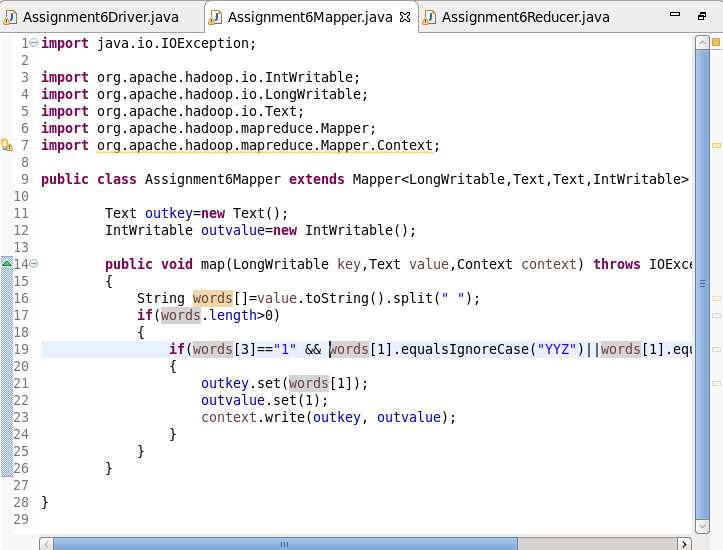 Assignment6Driver.java Assignment6Mapper.java Assignment6Reducer.java
1 import java.io.IOException;
2
3 import org.apache.hadoop.io.IntWritable;
4 import org.apache.hadoop.io.LongWritable;
5 import org.apache.hadoop.io.Text;
6 import org.apache.hadoop.mapreduce.Mapper;
7 import org.apache.hadoop.mapreduce.Mapper.Context;
8
9 public class Assignment6Mapper extends Mapper<LongWritable,Text,Text,IntWritable>
10
11 Text outkey=new Text();
12 IntWritable outvalue=new IntWritable();
13
14 public void map(LongWritable key,Text value,Context context) throws IOExce
15 {
16 String words[]=value.toString().split(" ");
17 if(words.length>0)
18 {
19 if(words[3]=="1" && words[1].equalsIgnoreCase("YYZ")||words[1].equ
20 {
21 outkey.set(words[1]);
22 outvalue.set(1);
23 context.write(outkey, outvalue);
24 }
25 }
26 }
27
28 }
29